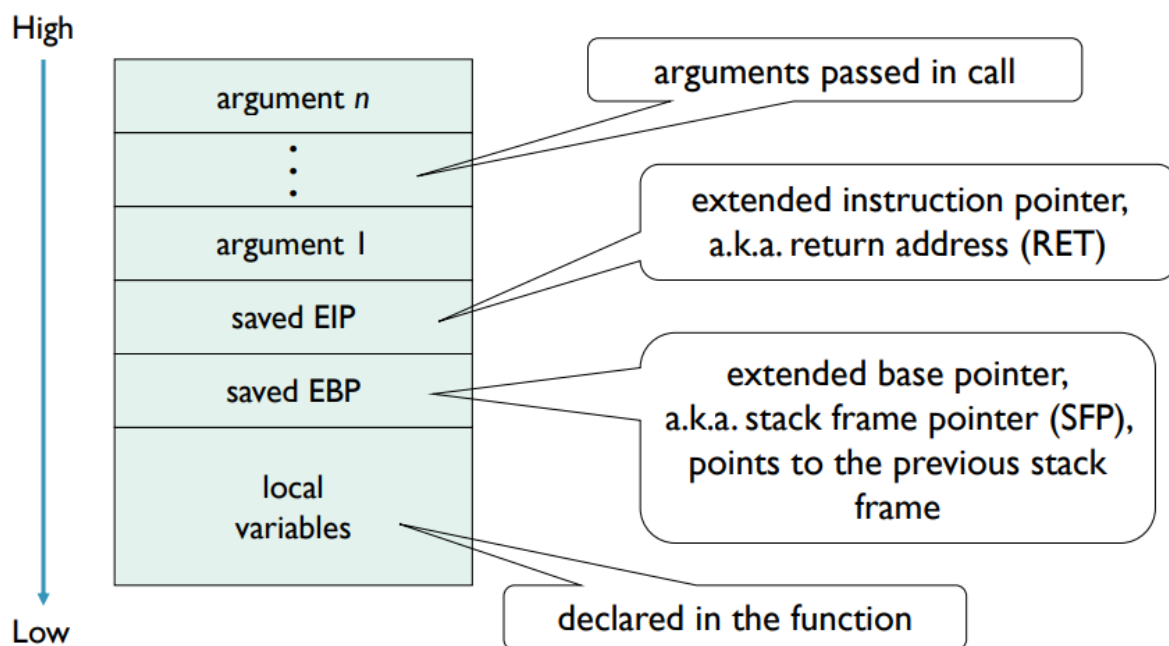 High
argument n
arguments passed in call
argument 1
extended instruction pointer,
a.k.a. return address (RET)
saved EIP
saved EBP
extended base pointer,
a.k.a. stack frame pointer (SFP),
points to the previous stack
frame
local
variables
declared in the function
Low